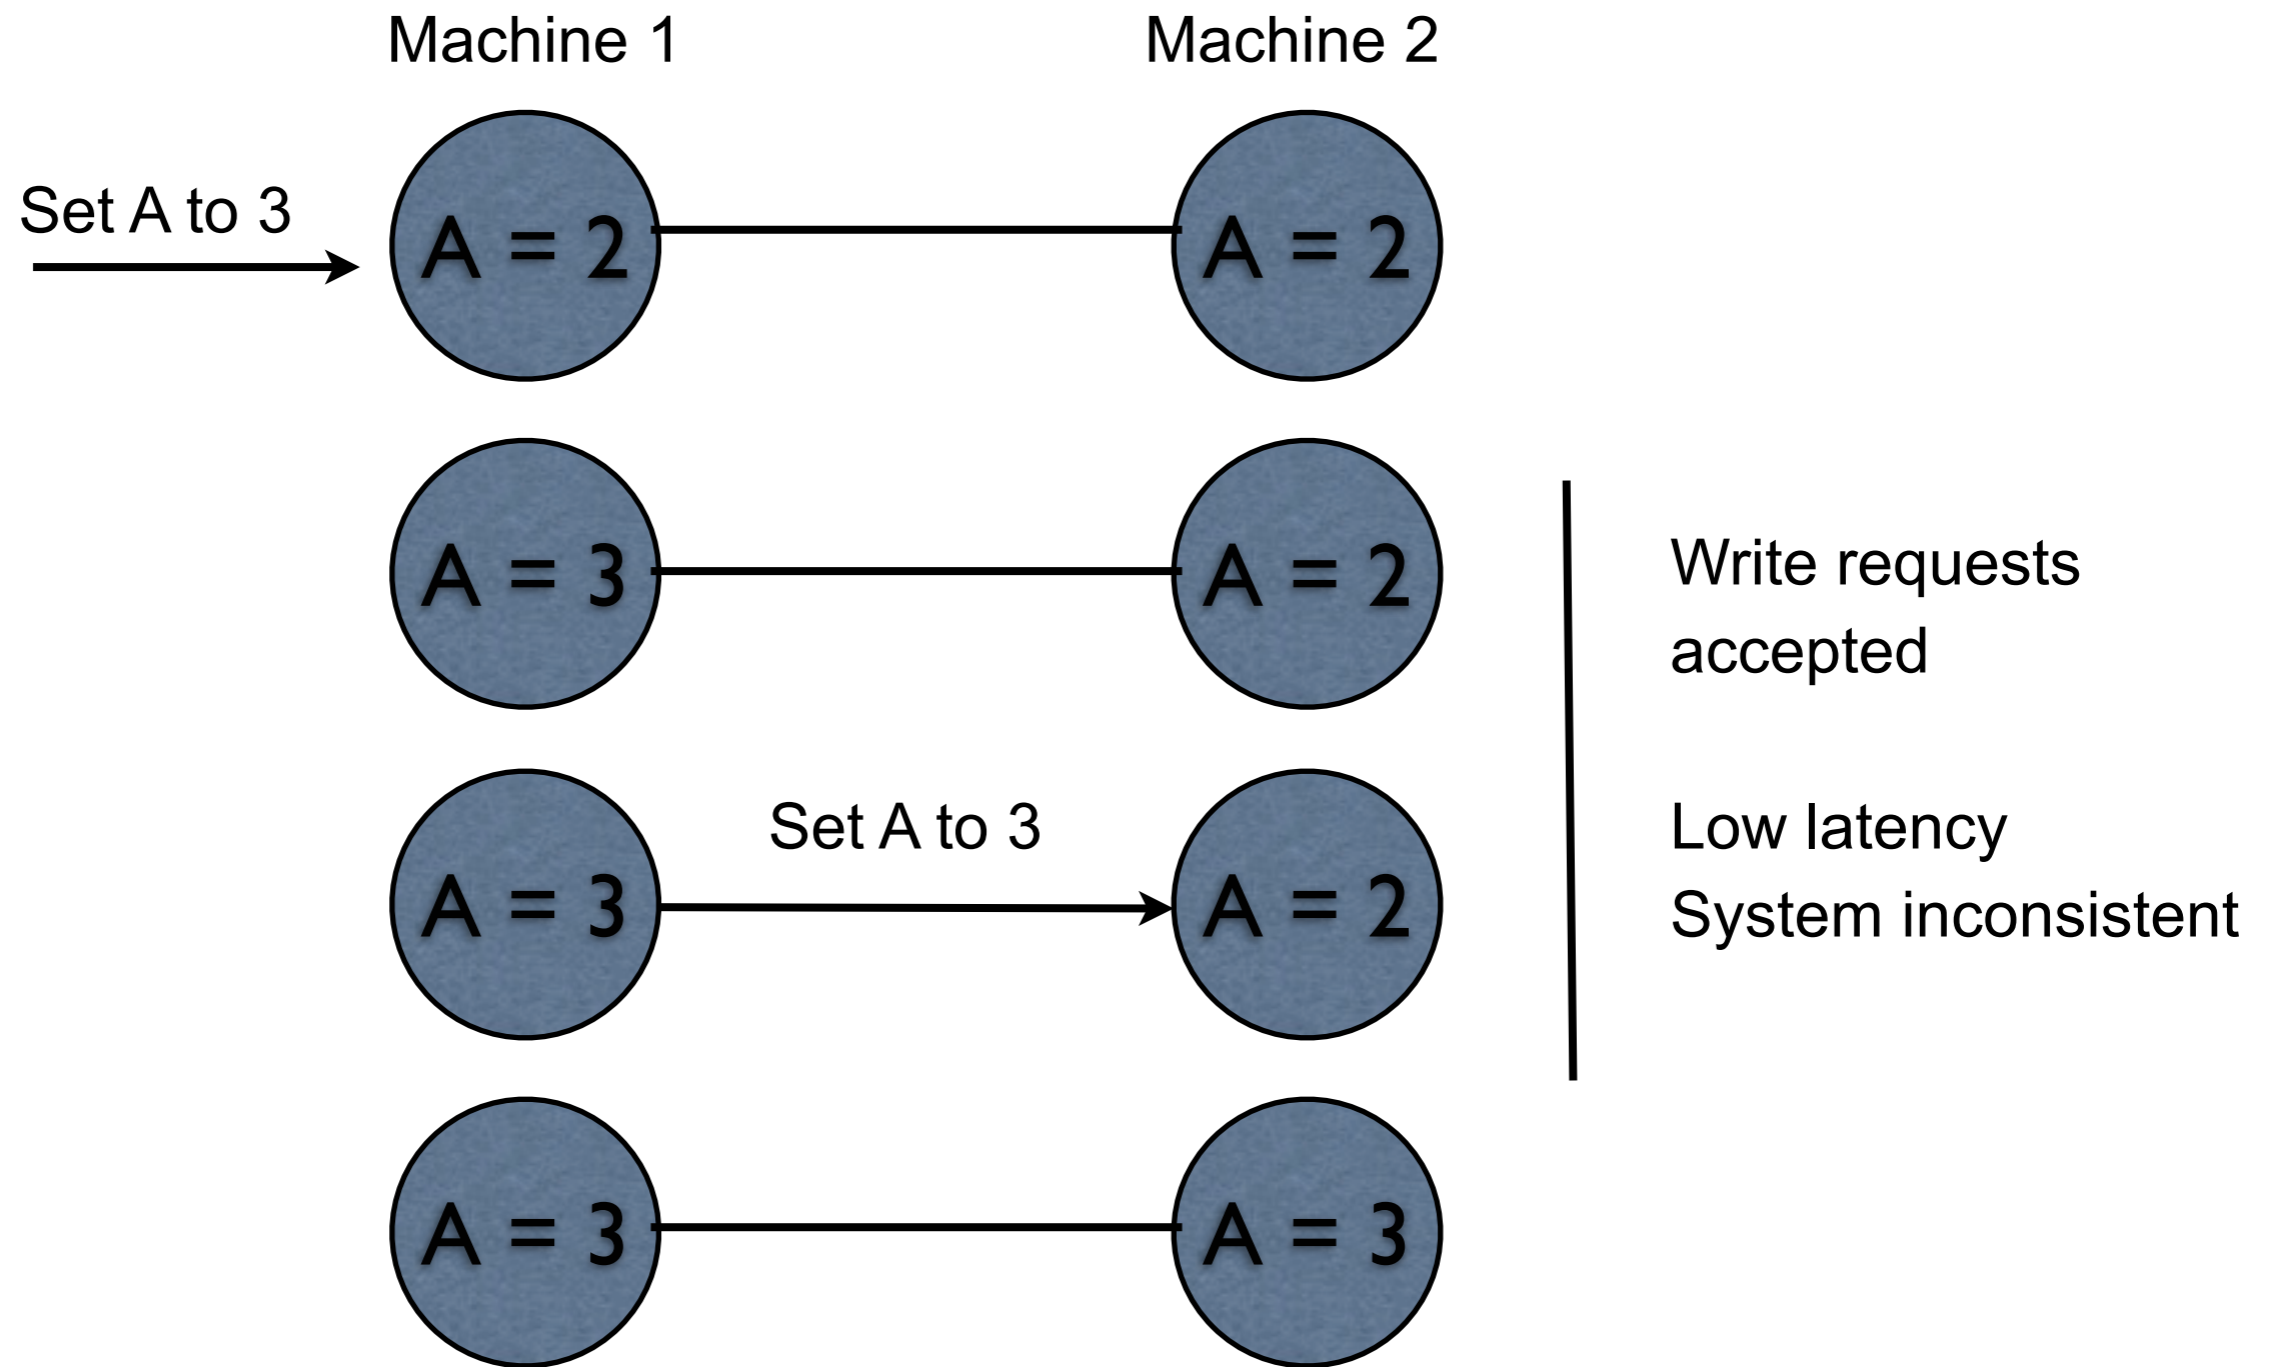 Machine 1
Machine 2
Set A to 3
A = 2
A = 2
A = 3
A = 2
Write requests
accepted
Set A to 3
A = 3
A = 2
Low latency
System inconsistent
A = 3
A = 3